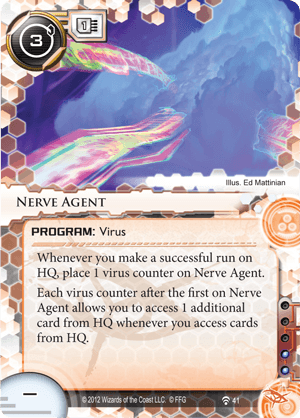 3
1
Illus. Ed Mattinian
NERVE AGENT
PROGRAM: Virus
Whenever you make a successful run on
HQ, place 1 virus counter on Nerve Agent.
Each virus counter after the first on Nerve
Agent allows you to access 1 additional
card from HQ whenever you access cards
from HQ.
–
© 2012 Wizards of the Coast LLC. © FFG
41